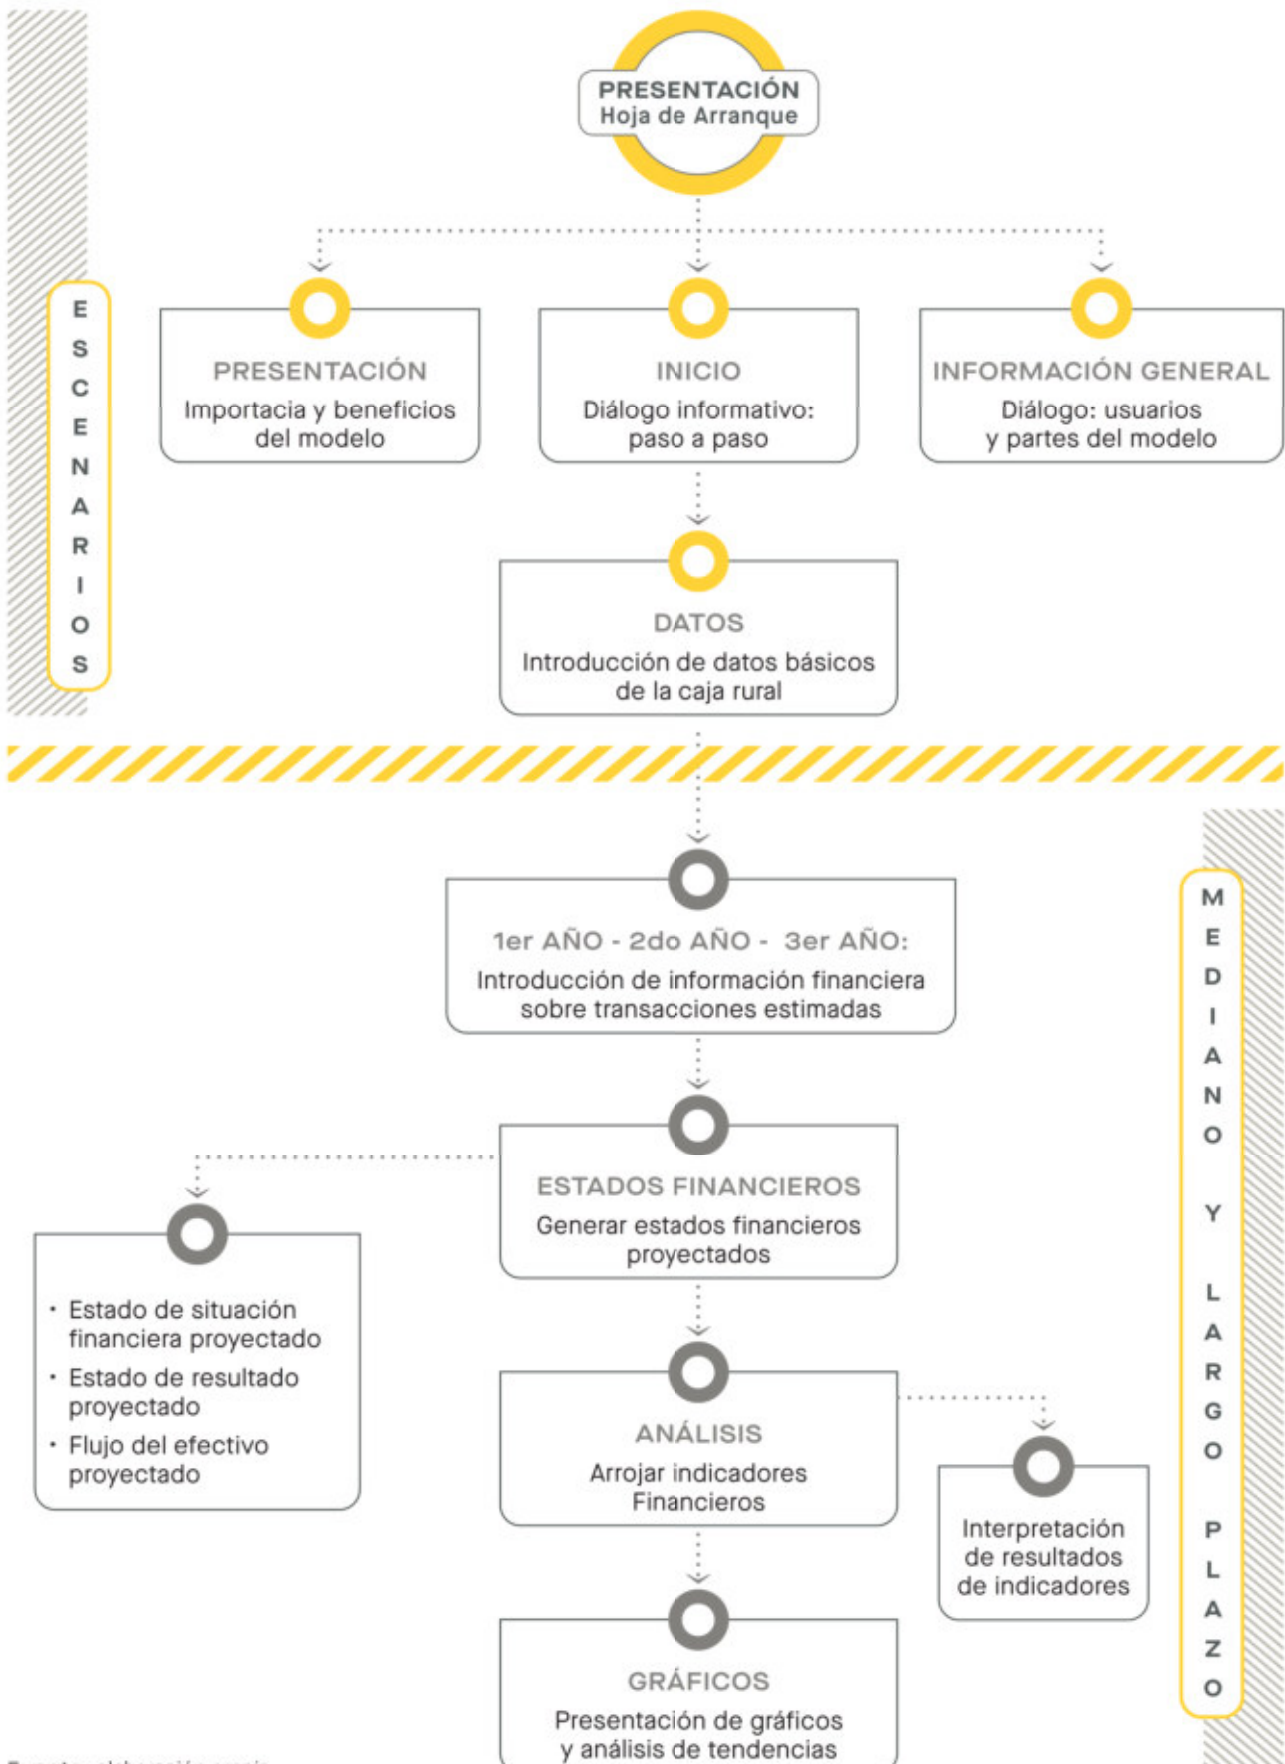 PRESENTACIÓN
Hoja de Arranque
ESCENARIOS
PRESENTACIÓN
Importacia y beneficios
del modelo
INICIO
Diálogo informativo:
paso a paso
INFORMACIÓN GENERAL
Diálogo: usuarios
y partes del modelo
DATOS
Introducción de datos básicos
de la caja rural
MEDIANO Y LARGO PLAZO
1er AÑO - 2do AÑO - 3er AÑO:
Introducción de información financiera
sobre transacciones estimadas
ESTADOS FINANCIEROS
Generar estados financieros
proyectados
• Estado de situación
financiera proyectado
• Estado de resultado
proyectado
• Flujo del efectivo
proyectado
ANÁLISIS
Arrojar indicadores
Financieros
Interpretación
de resultados
de indicadores
GRÁFICOS
Presentación de gráficos
y análisis de tendencias